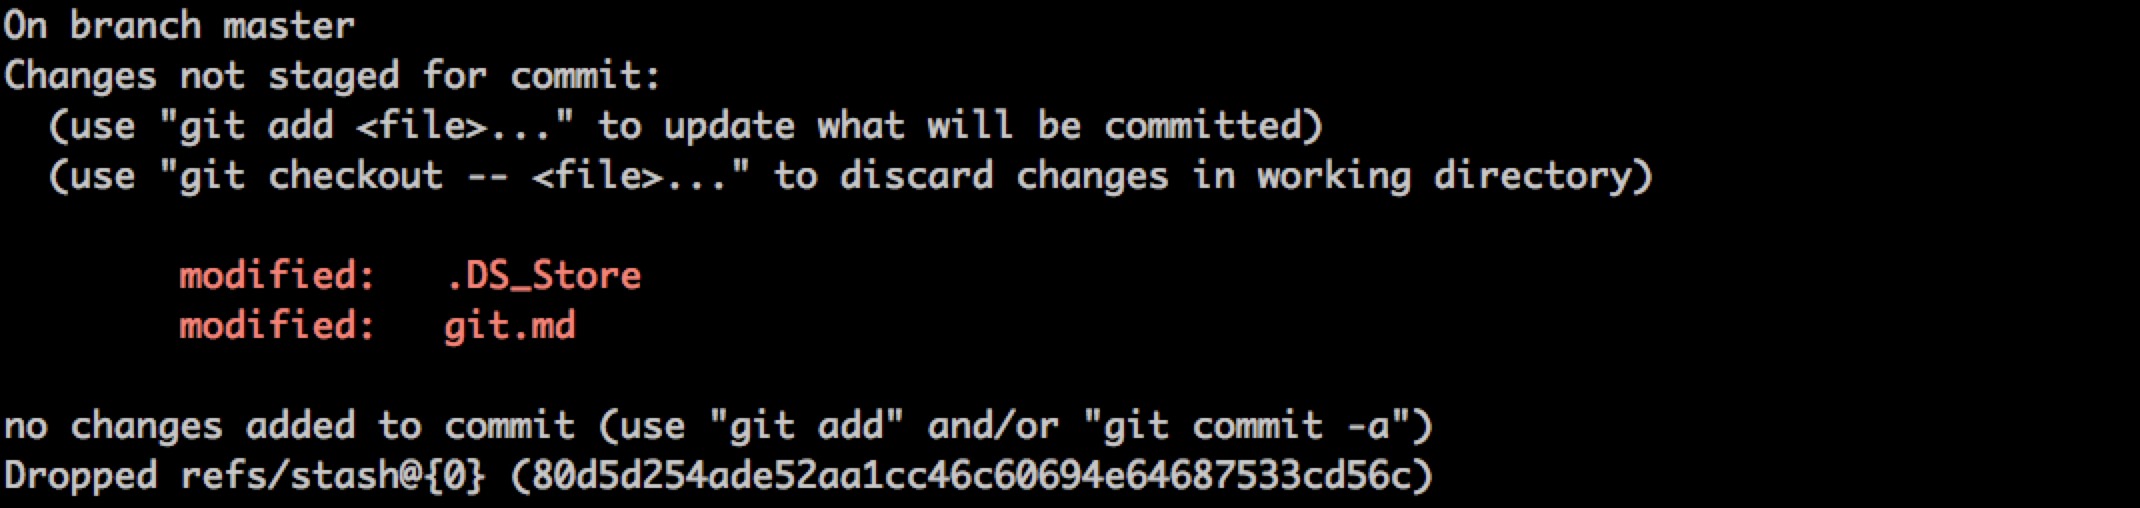 On branch master
Changes not staged for commit:
  (use "git add <file>..." to update what will be committed)
  (use "git checkout -- <file>..." to discard changes in working directory)

        modified:   .DS_Store
        modified:   git.md

no changes added to commit (use "git add" and/or "git commit -a")
Dropped refs/stash@{0} (80d5d254ade52aa1cc46c60694e64687533cd56c)